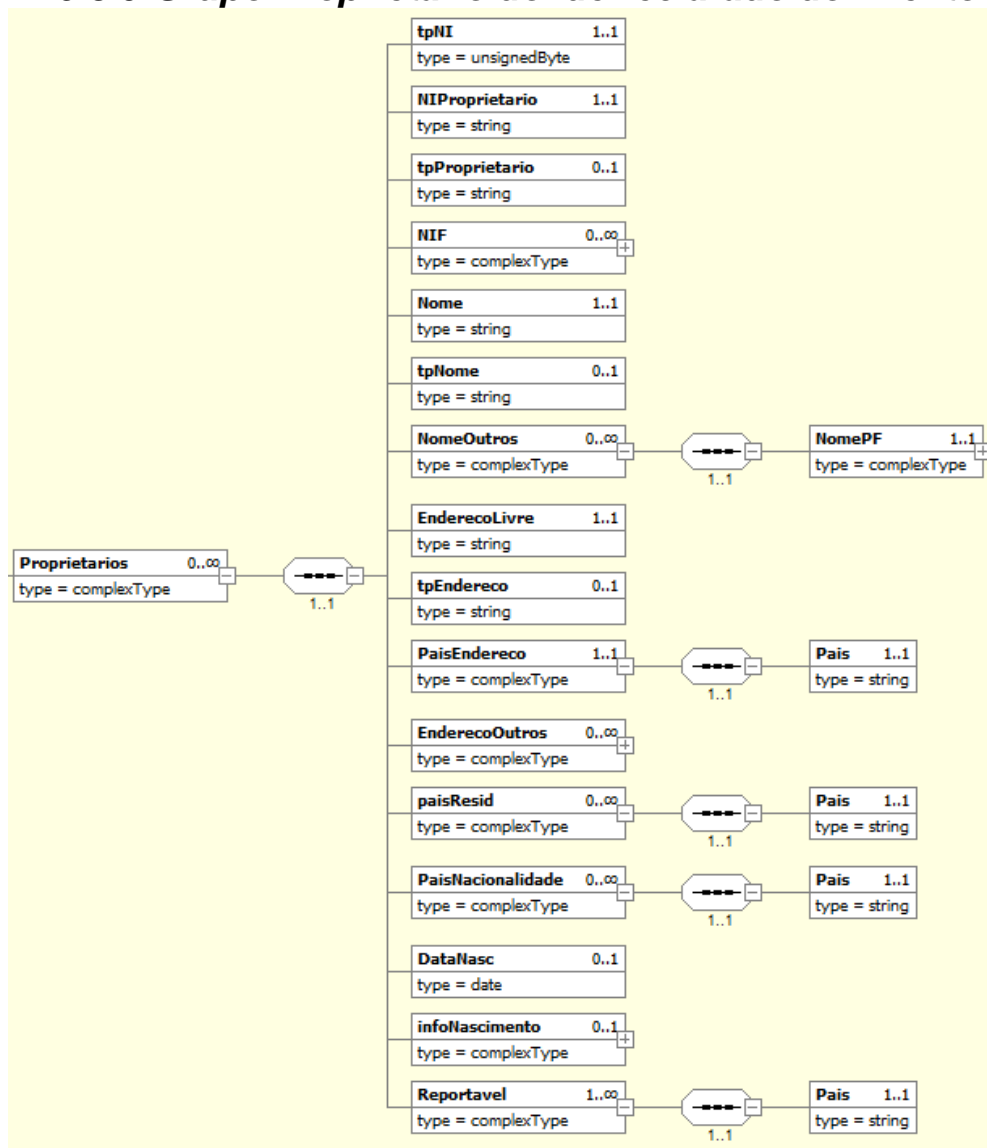 tpNI 1..1
type = unsignedByte
NIProprietario 1..1
type = string
tpProprietario 0..1
type = string
NIF 0..∞
type = complexType
Nome 1..1
type = string
tpNome 0..1
type = string
NomeOutros 0..∞
type = complexType
1..1
NomePF 1..1
type = complexType
EnderecoLivre 1..1
type = string
Proprietarios 0..∞
type = complexType
1..1
tpEndereco 0..1
type = string
PaisEndereco 1..1
type = complexType
1..1
Pais 1..1
type = string
EnderecoOutros 0..∞
type = complexType
paisResid 0..∞
type = complexType
1..1
Pais 1..1
type = string
PaisNacionalidade 0..∞
type = complexType
1..1
Pais 1..1
type = string
DataNasc 0..1
type = date
infoNascimento 0..1
type = complexType
Reportavel 1..∞
type = complexType
1..1
Pais 1..1
type = string